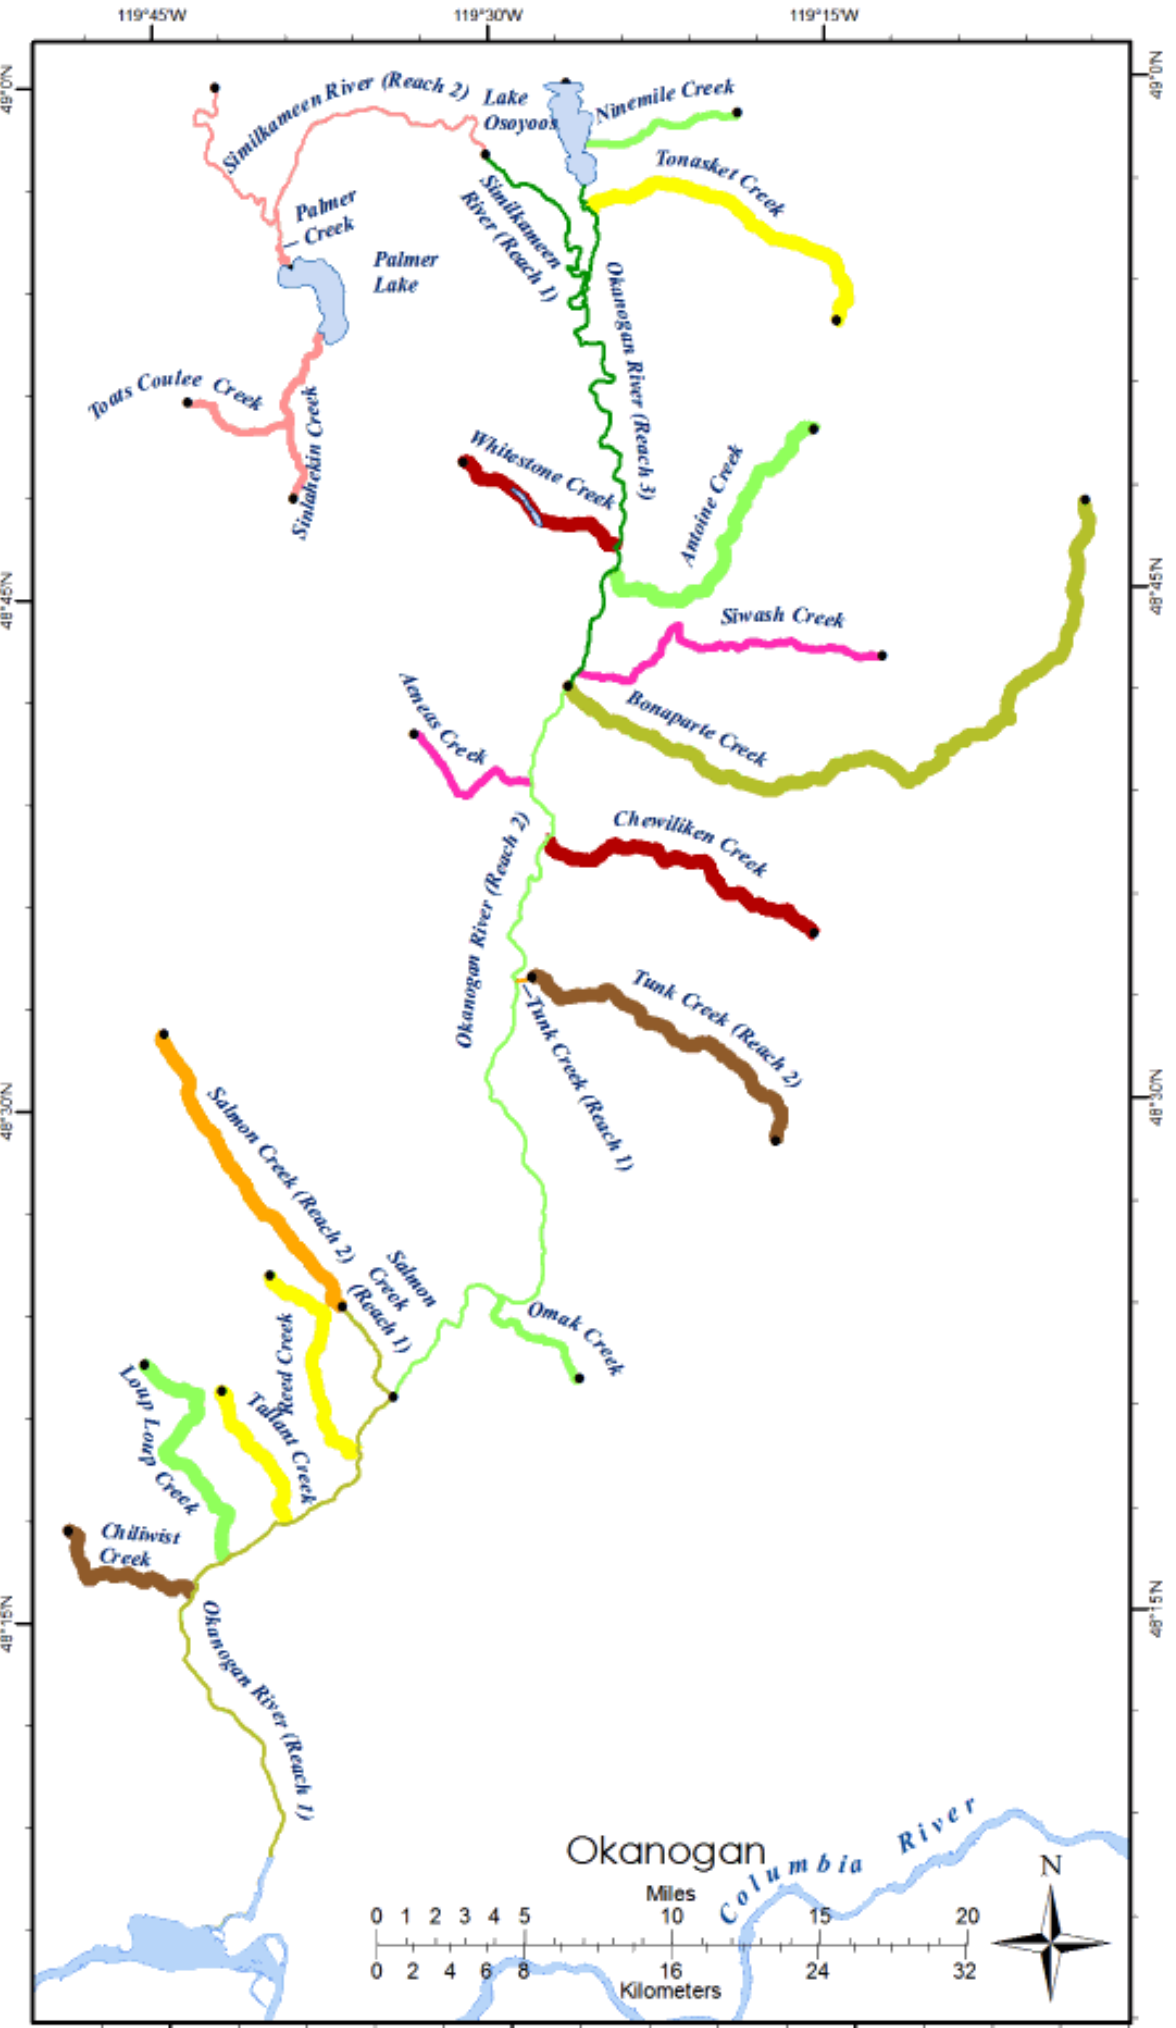 119°45'W 119°30'W 119°15'W
49°0'N 49°0'N
Similkameen River (Reach 2)
Lake
Osoyoos
Ninemile Creek
Tonasket Creek
Palmer
Creek
Similkameen
River (Reach 1)
Palmer
Lake
Okanogan River (Reach 3)
Toats Coulee Creek
Sinlahekin Creek
Whitestone Creek
Antoine Creek
48°45'N 48°45'N
Siwash Creek
Aeneas Creek
Bonaparte Creek
Chewiliken Creek
Okanogan River (Reach 2)
Tunk Creek (Reach 2)
Tunk Creek (Reach 1)
48°30'N 48°30'N
Salmon Creek (Reach 2)
Salmon
Creek
(Reach 1)
Omak Creek
Reed Creek
Loup Loup Creek
Tallant Creek
Chiliwist
Creek
48°15'N 48°15'N
Okanogan River (Reach 1)
Okanogan
Columbia River
Miles
0 1 2 3 4 5 10 15 20
0 2 4 6 8 16 24 32
Kilometers
N